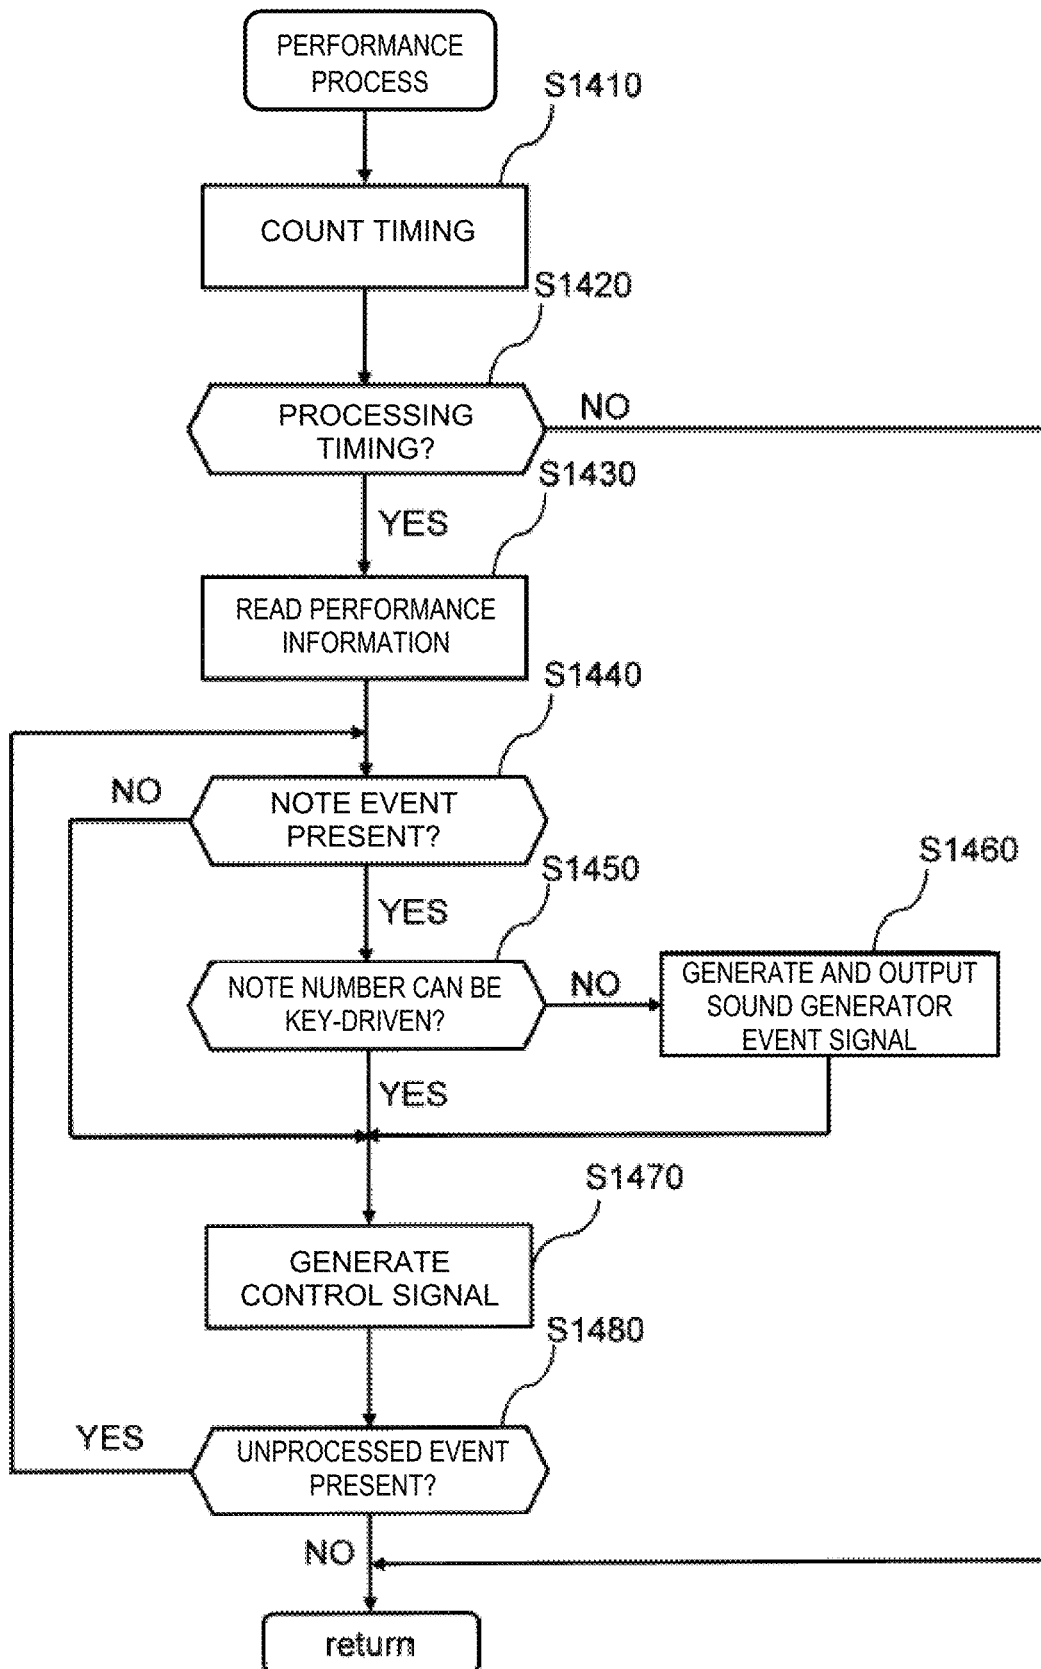 PERFORMANCE
PROCESS
S1410
COUNT TIMING
S1420
PROCESSING
TIMING?
NO
S1430
YES
READ PERFORMANCE
INFORMATION
S1440
NO
NOTE EVENT
PRESENT?
S1450
S1460
YES
NOTE NUMBER CAN BE
KEY-DRIVEN?
NO
GENERATE AND OUTPUT
SOUND GENERATOR
EVENT SIGNAL
YES
S1470
GENERATE
CONTROL SIGNAL
S1480
YES
UNPROCESSED EVENT
PRESENT?
NO
return